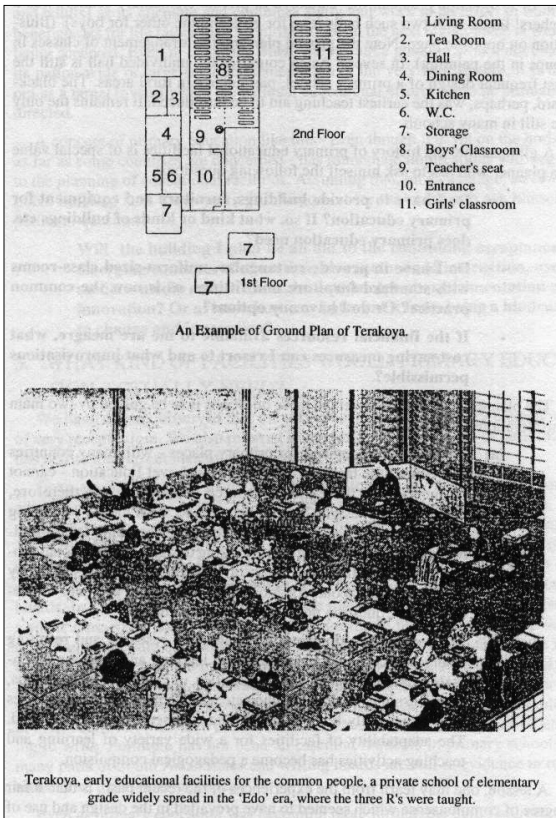 8
11
2 3
4
9
5 6
10
7
7
7
2nd Floor
1st Floor
1. Living Room
2. Tea Room
3. Hall
4. Dining Room
5. Kitchen
6. W.C.
7. Storage
8. Boys' Classroom
9. Teacher's seat
10. Entrance
11. Girls' classroom
An Example of Ground Plan of Terakoya.
Terakoya, early educational facilities for the common people, a private school of elementary
grade widely spread in the 'Edo' era, where the three R's were taught.